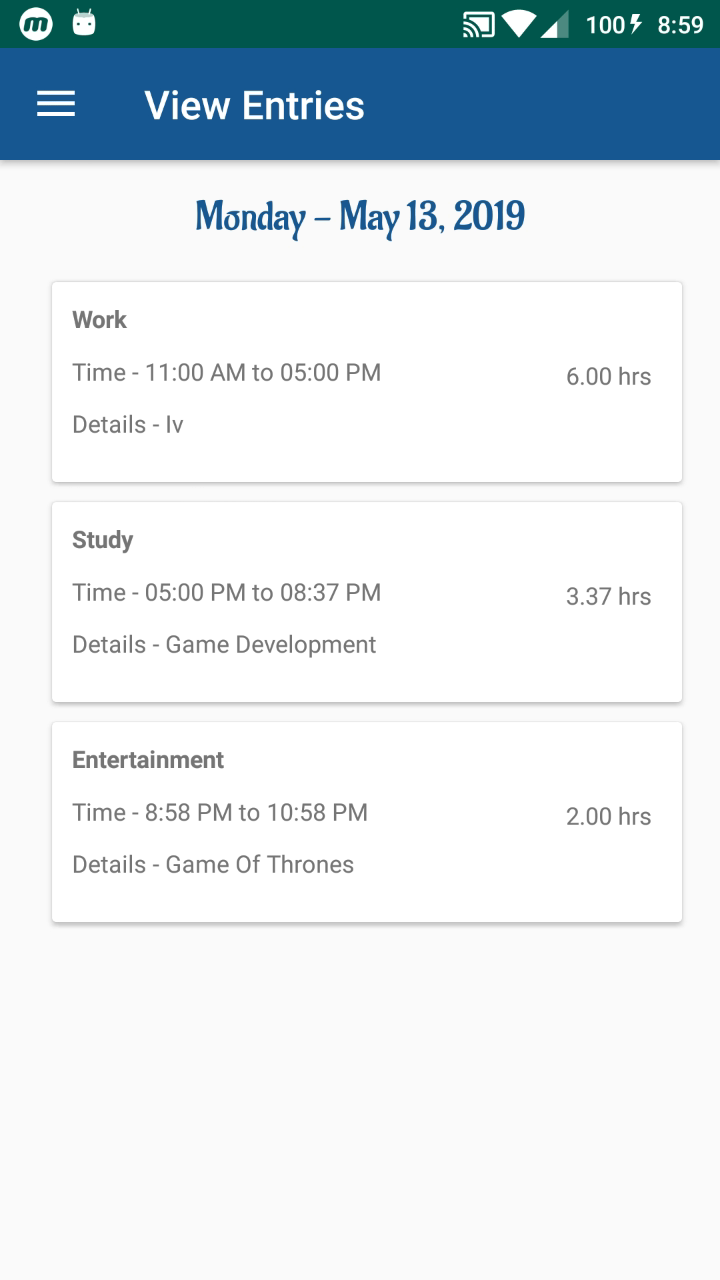 100 8:59
View Entries
Monday – May 13, 2019
Work
Time - 11:00 AM to 05:00 PM
6.00 hrs
Details - lv
Study
Time - 05:00 PM to 08:37 PM
3.37 hrs
Details - Game Development
Entertainment
Time - 8:58 PM to 10:58 PM
2.00 hrs
Details - Game Of Thrones